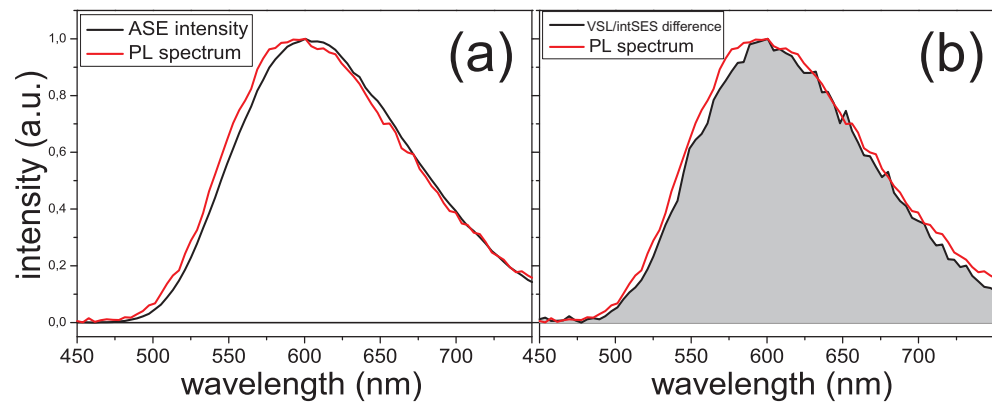 ASE intensity
PL spectrum
(a)
VSL/intSES difference
PL spectrum
(b)
intensity (a.u.)
1,0
0,8
0,6
0,4
0,2
0,0
450 500 550 600 650 700 450 500 550 600 650 700
wavelength (nm) wavelength (nm)